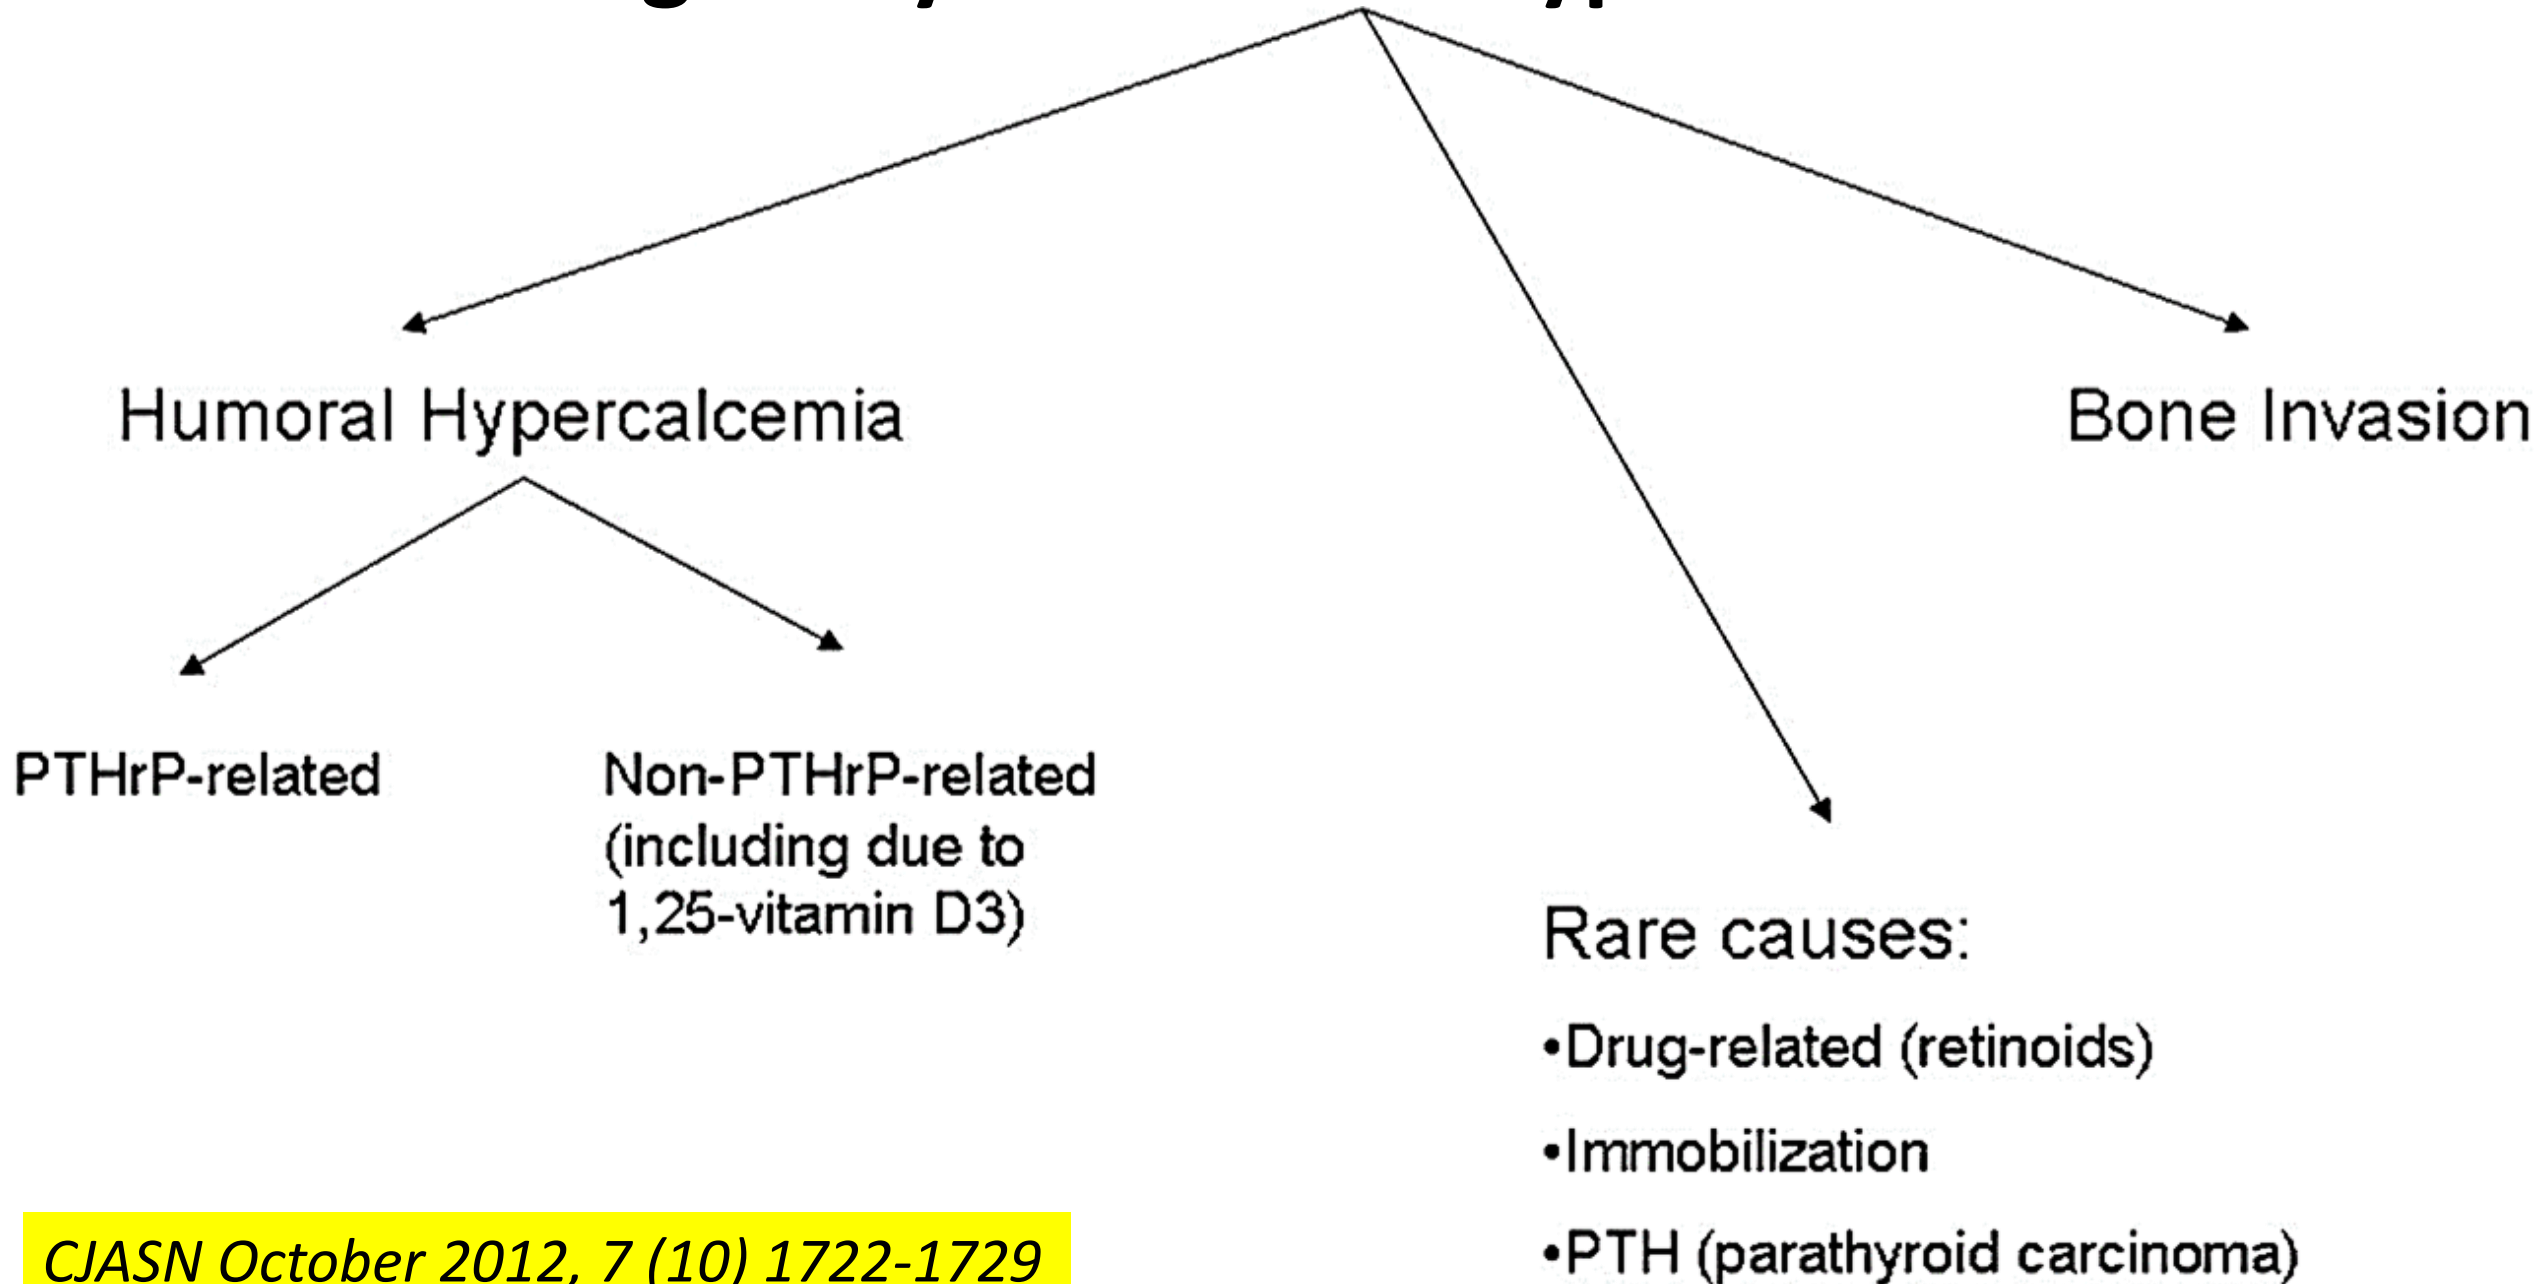 Humoral Hypercalcemia
Bone Invasion
PTHrP-related
Non-PTHrP-related
(including due to
1,25-vitamin D3)
Rare causes:
•Drug-related (retinoids)
•Immobilization
•PTH (parathyroid carcinoma)
CJASN October 2012, 7 (10) 1722-1729